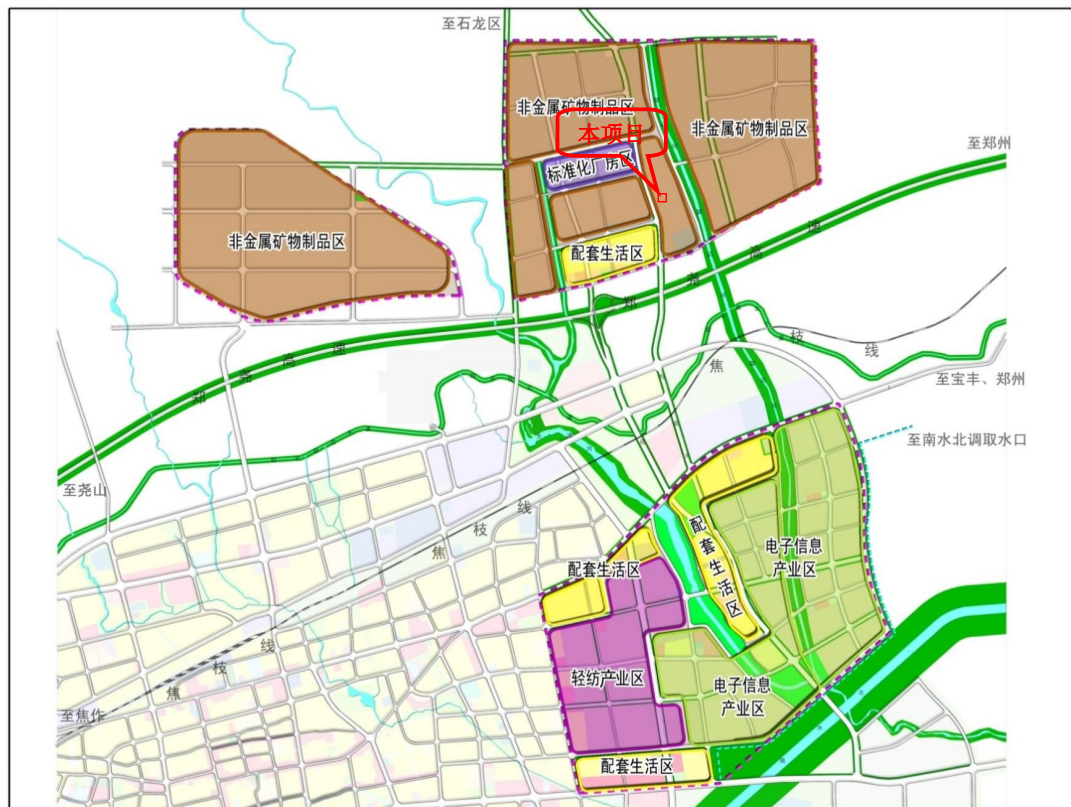 至石龙区
非金属矿物制品区
本项目
非金属矿物制品区
至郑州
标准化厂房区
非金属矿物制品区
配套生活区
郑尧高速
郑尧高速
焦枝线
至宝丰、郑州
至南水北调取水口
至尧山
焦枝线
配套生活区
电子信息
产业区
配套生活区
轻纺产业区
电子信息
产业区
焦枝线
至焦作
配套生活区